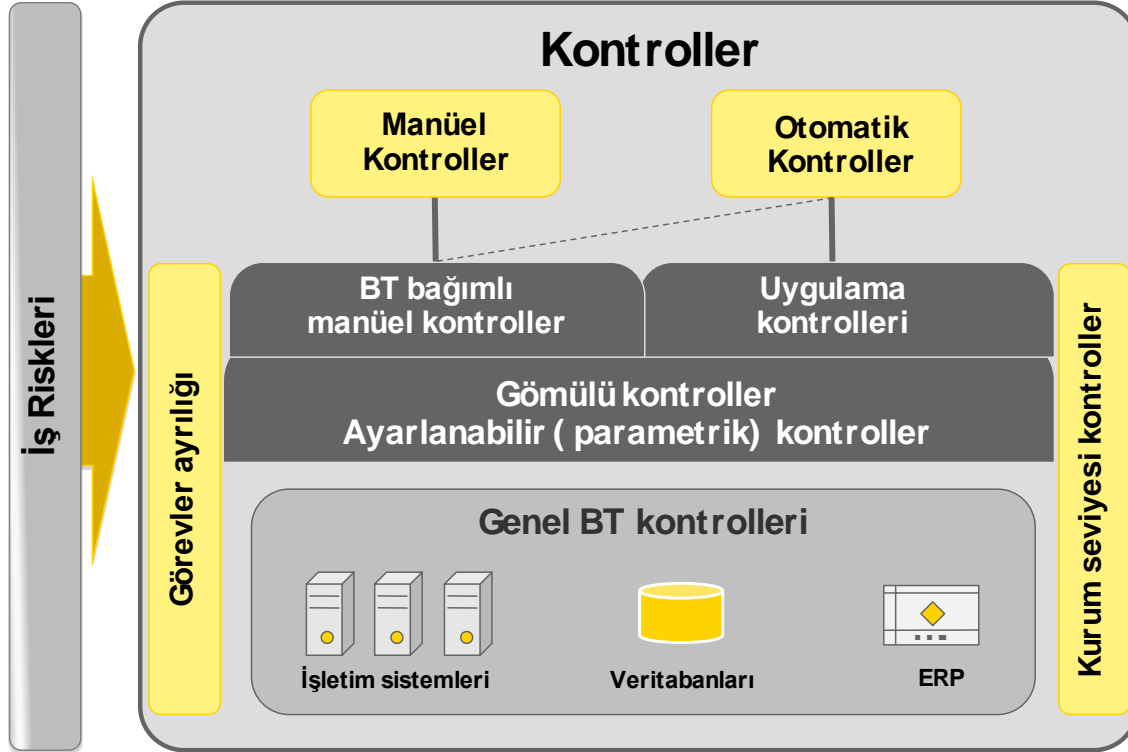 Kontroller
Manüel
Kontroller
Otomatik
Kontroller
İş Riskleri
Görevler ayrılığı
BT bağımlı
manüel kontroller
Uygulama
kontrolleri
Gömülü kontroller
Ayarlanabilir ( parametrik) kontroller
Genel BT kontrolleri
İşletim sistemleri
Veritabanları
ERP
Kurum seviyesi kontroller